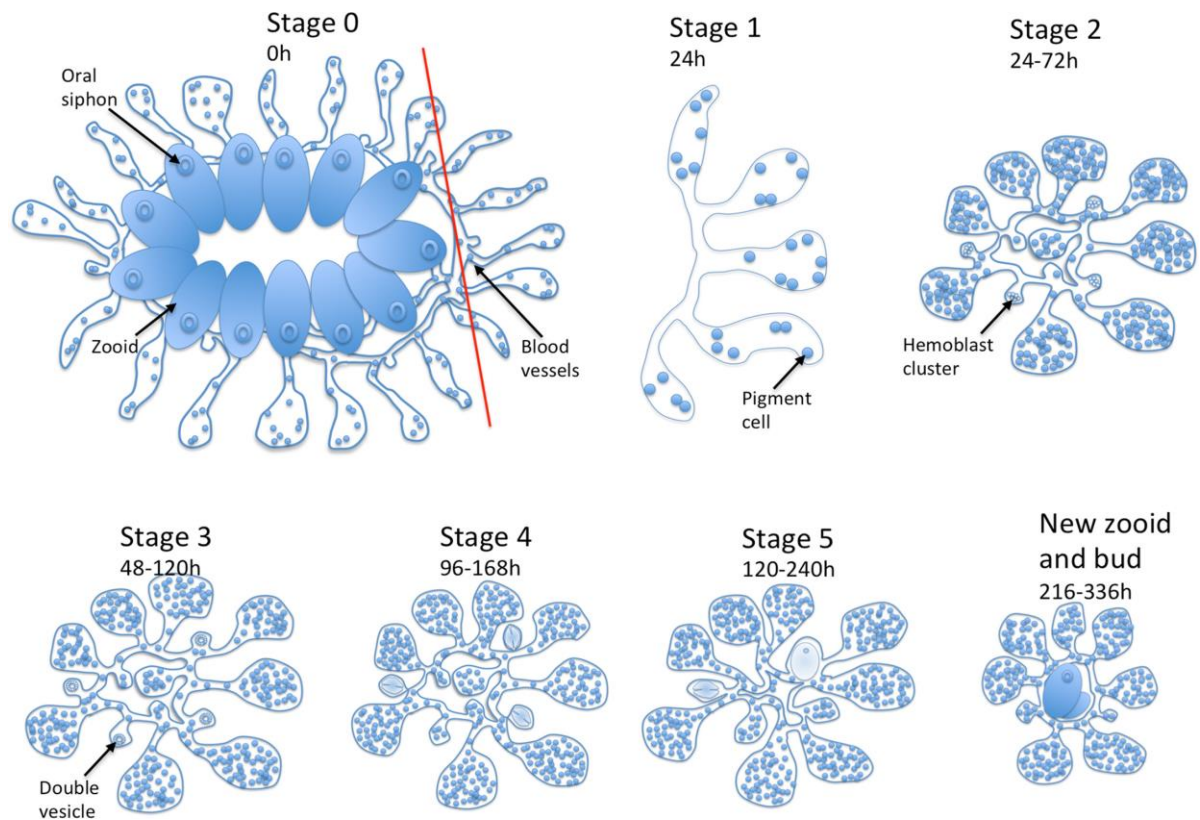 Stage 0
0h
Oral
siphon
Zooid
Blood
vessels
Stage 1
24h
Pigment
cell
Stage 2
24-72h
Hemoblast
cluster
Stage 3
48-120h
Double
vesicle
Stage 4
96-168h
Stage 5
120-240h
New zooid
and bud
216-336h